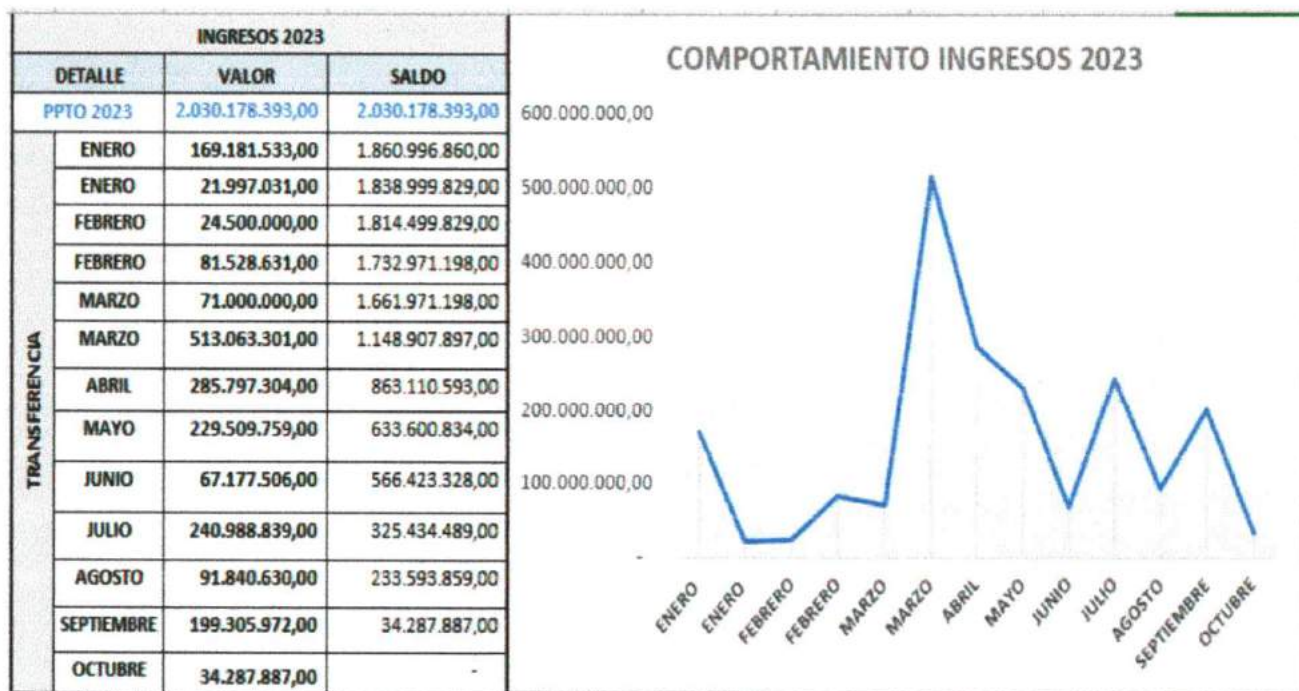 INGRESOS 2023
DETALLE VALOR SALDO
PPTO 2023 2.030.178.393,00 2.030.178.393,00
TRANSFERENCIA
ENERO 169.181.533,00 1.860.996.860,00
ENERO 21.997.031,00 1.838.999.829,00
FEBRERO 24.500.000,00 1.814.499.829,00
FEBRERO 81.528.631,00 1.732.971.198,00
MARZO 71.000.000,00 1.661.971.198,00
MARZO 513.063.301,00 1.148.907.897,00
ABRIL 285.797.304,00 863.110.593,00
MAYO 229.509.759,00 633.600.834,00
JUNIO 67.177.506,00 566.423.328,00
JULIO 240.988.839,00 325.434.489,00
AGOSTO 91.840.630,00 233.593.859,00
SEPTIEMBRE 199.305.972,00 34.287.887,00
OCTUBRE 34.287.887,00 -
COMPORTAMIENTO INGRESOS 2023
600.000.000,00
500.000.000,00
400.000.000,00
300.000.000,00
200.000.000,00
100.000.000,00
-
ENERO
ENERO
FEBRERO
FEBRERO
MARZO
MARZO
ABRIL
MAYO
JUNIO
JULIO
AGOSTO
SEPTIEMBRE
OCTUBRE